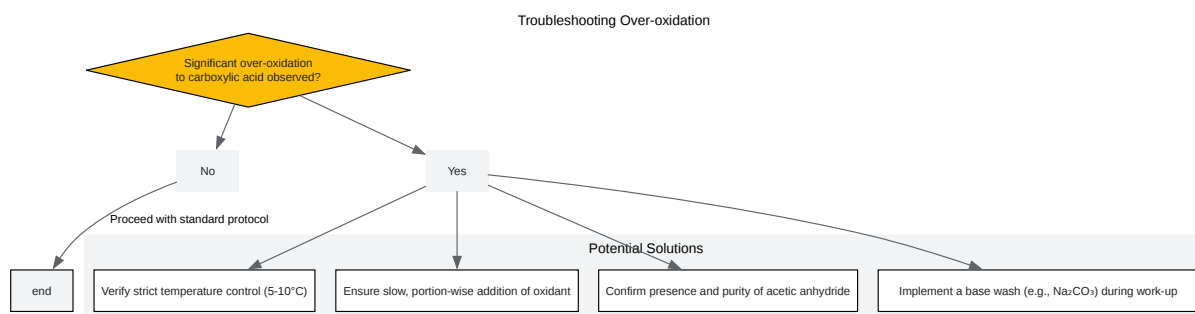 Troubleshooting Over-oxidation
Significant over-oxidation
to carboxylic acid observed?
No
Yes
Proceed with standard protocol
Potential Solutions
end
Verify strict temperature control (5-10°C)
Ensure slow, portion-wise addition of oxidant
Confirm presence and purity of acetic anhydride
Implement a base wash (e.g., Na₂CO₃) during work-up